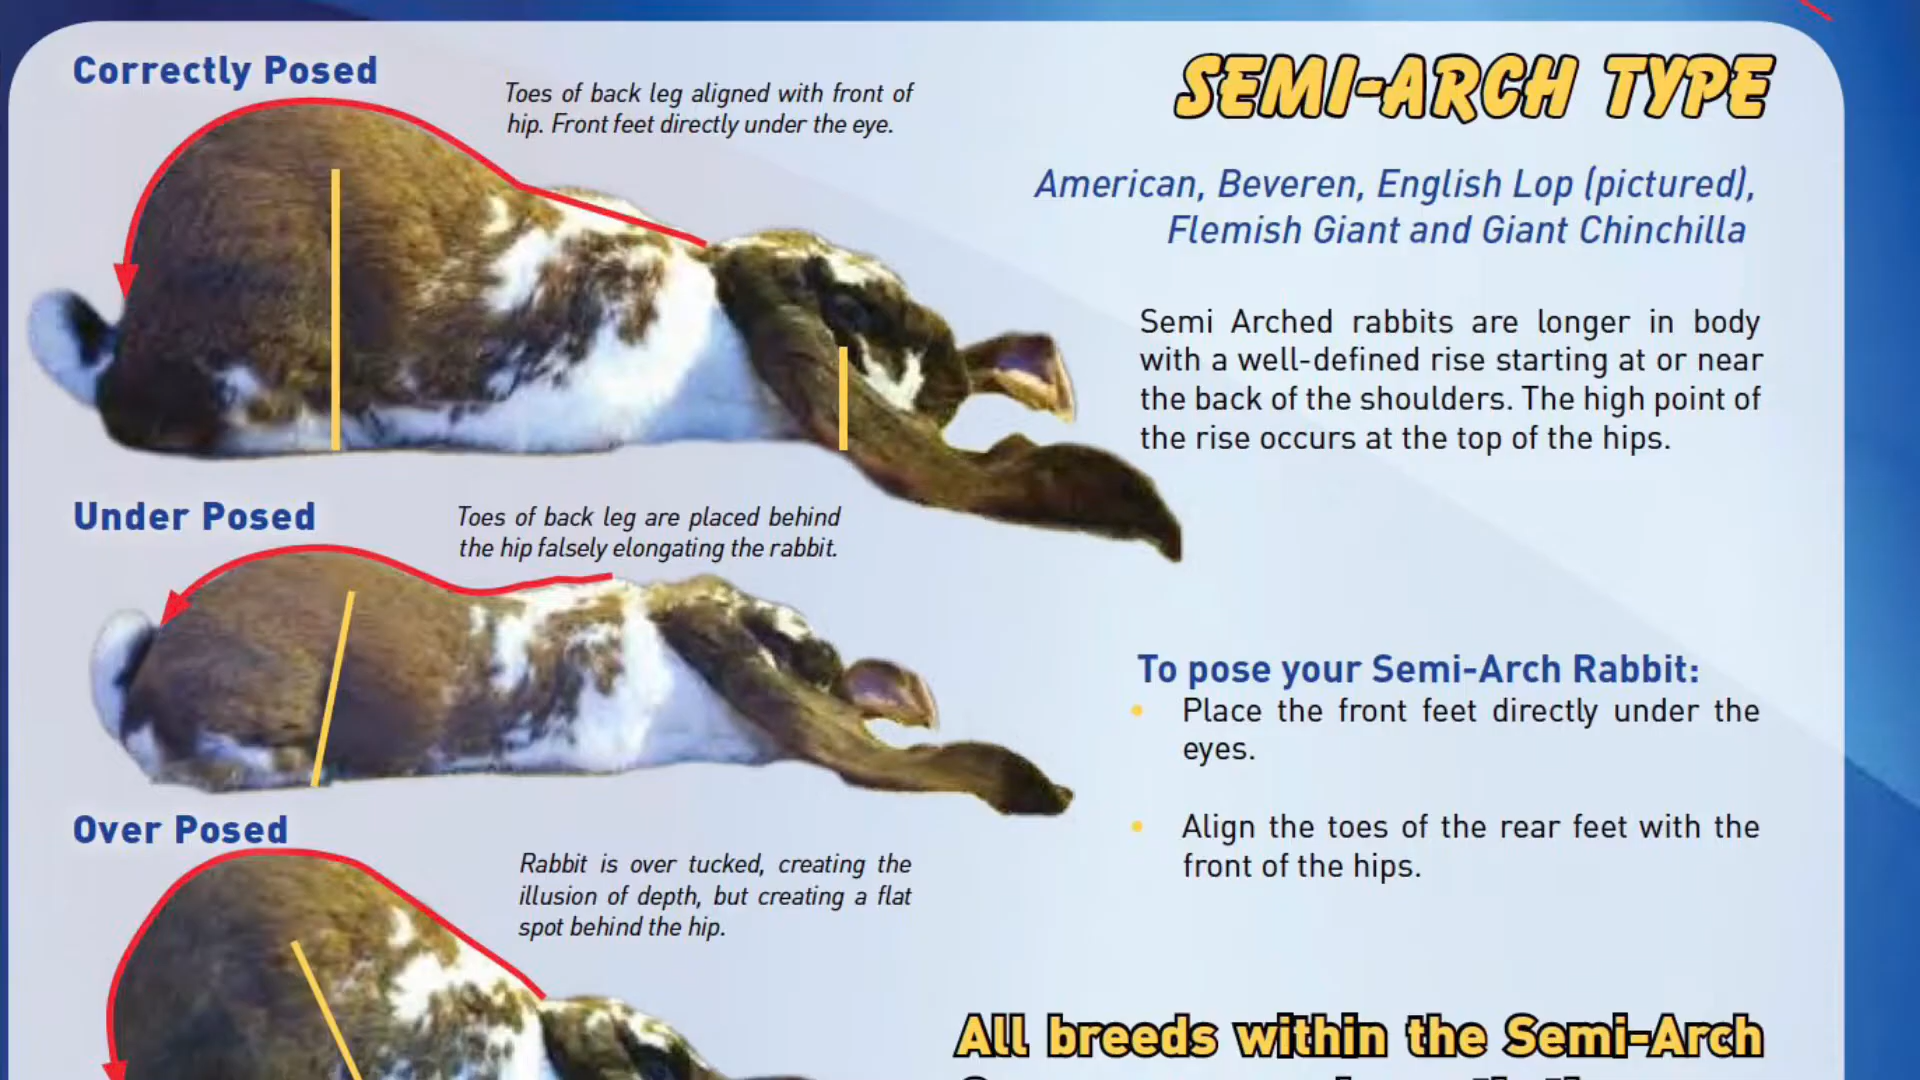 Correctly Posed
Toes of back leg aligned with front of
hip. Front feet directly under the eye.
SEMI-ARCH TYPE
American, Beveren, English Lop (pictured),
Flemish Giant and Giant Chinchilla
Semi Arched rabbits are longer in body
with a well-defined rise starting at or near
the back of the shoulders. The high point of
the rise occurs at the top of the hips.
Under Posed
Toes of back leg are placed behind
the hip falsely elongating the rabbit.
To pose your Semi-Arch Rabbit:
• Place the front feet directly under the
eyes.
• Align the toes of the rear feet with the
front of the hips.
Over Posed
Rabbit is over tucked, creating the
illusion of depth, but creating a flat
spot behind the hip.
All breeds within the Semi-Arch